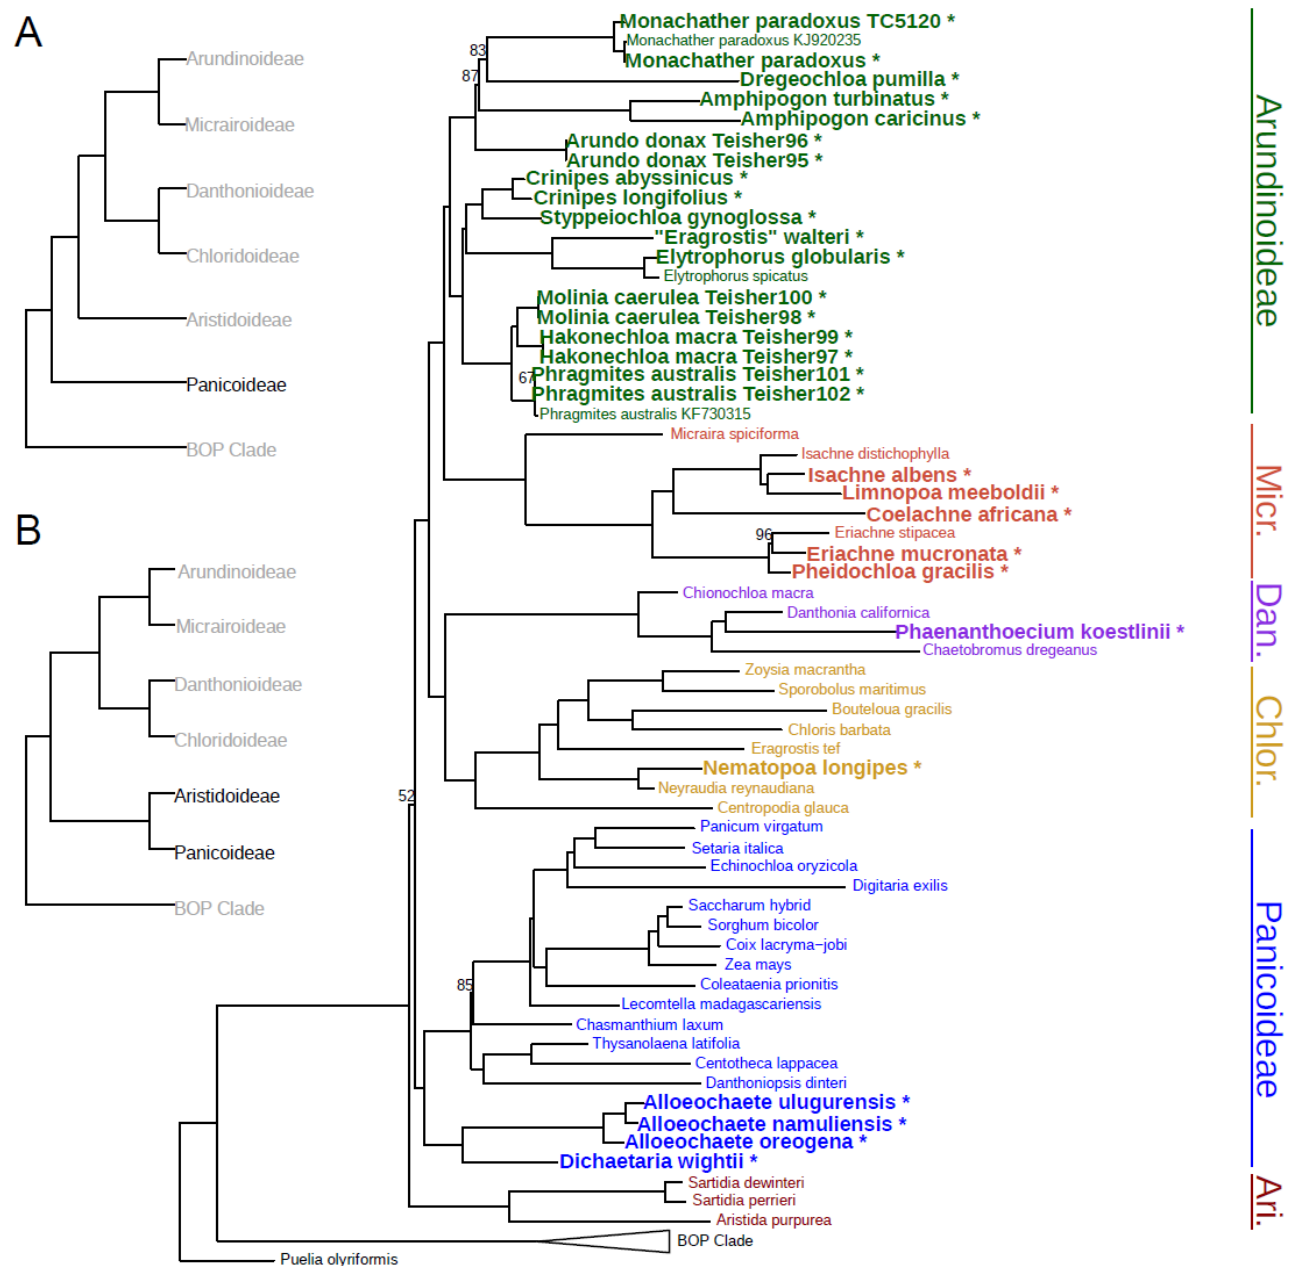 A
Arundinoideae
Micrairoideae
Danthonioideae
Chloridoideae
Aristidoideae
Panicoideae
BOP Clade
B
Arundinoideae
Micrairoideae
Danthonioideae
Chloridoideae
Aristidoideae
Panicoideae
BOP Clade
Monachather paradoxus TC5120 *
Monachather paradoxus KJ920235
83
Monachather paradoxus *
87
Dregeochloa pumilla *
Amphipogon turbinatus *
Amphipogon caricinus *
Arundo donax Teisher96 *
Arundo donax Teisher95 *
Crinipes abyssinicus *
Crinipes longifolius *
Styppeiochloa gynoglossa *
"Eragrostis" walteri *
Elytrophorus globularis *
Elytrophorus spicatus
Molinia caerulea Teisher100 *
Molinia caerulea Teisher98 *
Hakonechloa macra Teisher99 *
Hakonechloa macra Teisher97 *
67
Phragmites australis Teisher101 *
Phragmites australis Teisher102 *
Phragmites australis KF730315
Arundinoideae
Micraira spiciforma
Isachne distichophylla
Isachne albens *
Limnopoa meeboldii *
Coelachne africana *
96
Eriachne stipacea
Eriachne mucronata *
Pheidochloa gracilis *
Micr.
Chionochloa macra
Danthonia californica
Phaenanthoecium koestlinii *
Chaetobromus dregeanus
Dan.
Zoysia macrantha
Sporobolus maritimus
Bouteloua gracilis
Chloris barbata
Eragrostis tef
Nematopoa longipes *
Neyraudia reynaudiana
Centropodia glauca
Chlor.
52
Panicum virgatum
Setaria italica
Echinochloa oryzicola
Digitaria exilis
Saccharum hybrid
Sorghum bicolor
Coix lacryma−jobi
Zea mays
85
Coleataenia prionitis
Lecomtella madagascariensis
Chasmanthium laxum
Thysanolaena latifolia
Centotheca lappacea
Danthoniopsis dinteri
Alloeochaete ulugurensis *
Alloeochaete namuliensis *
Alloeochaete oreogena *
Dichaetaria wightii *
Panicoideae
Sartidia dewinteri
Sartidia perrieri
Aristida purpurea
Ari.
BOP Clade
Puelia olyriformis